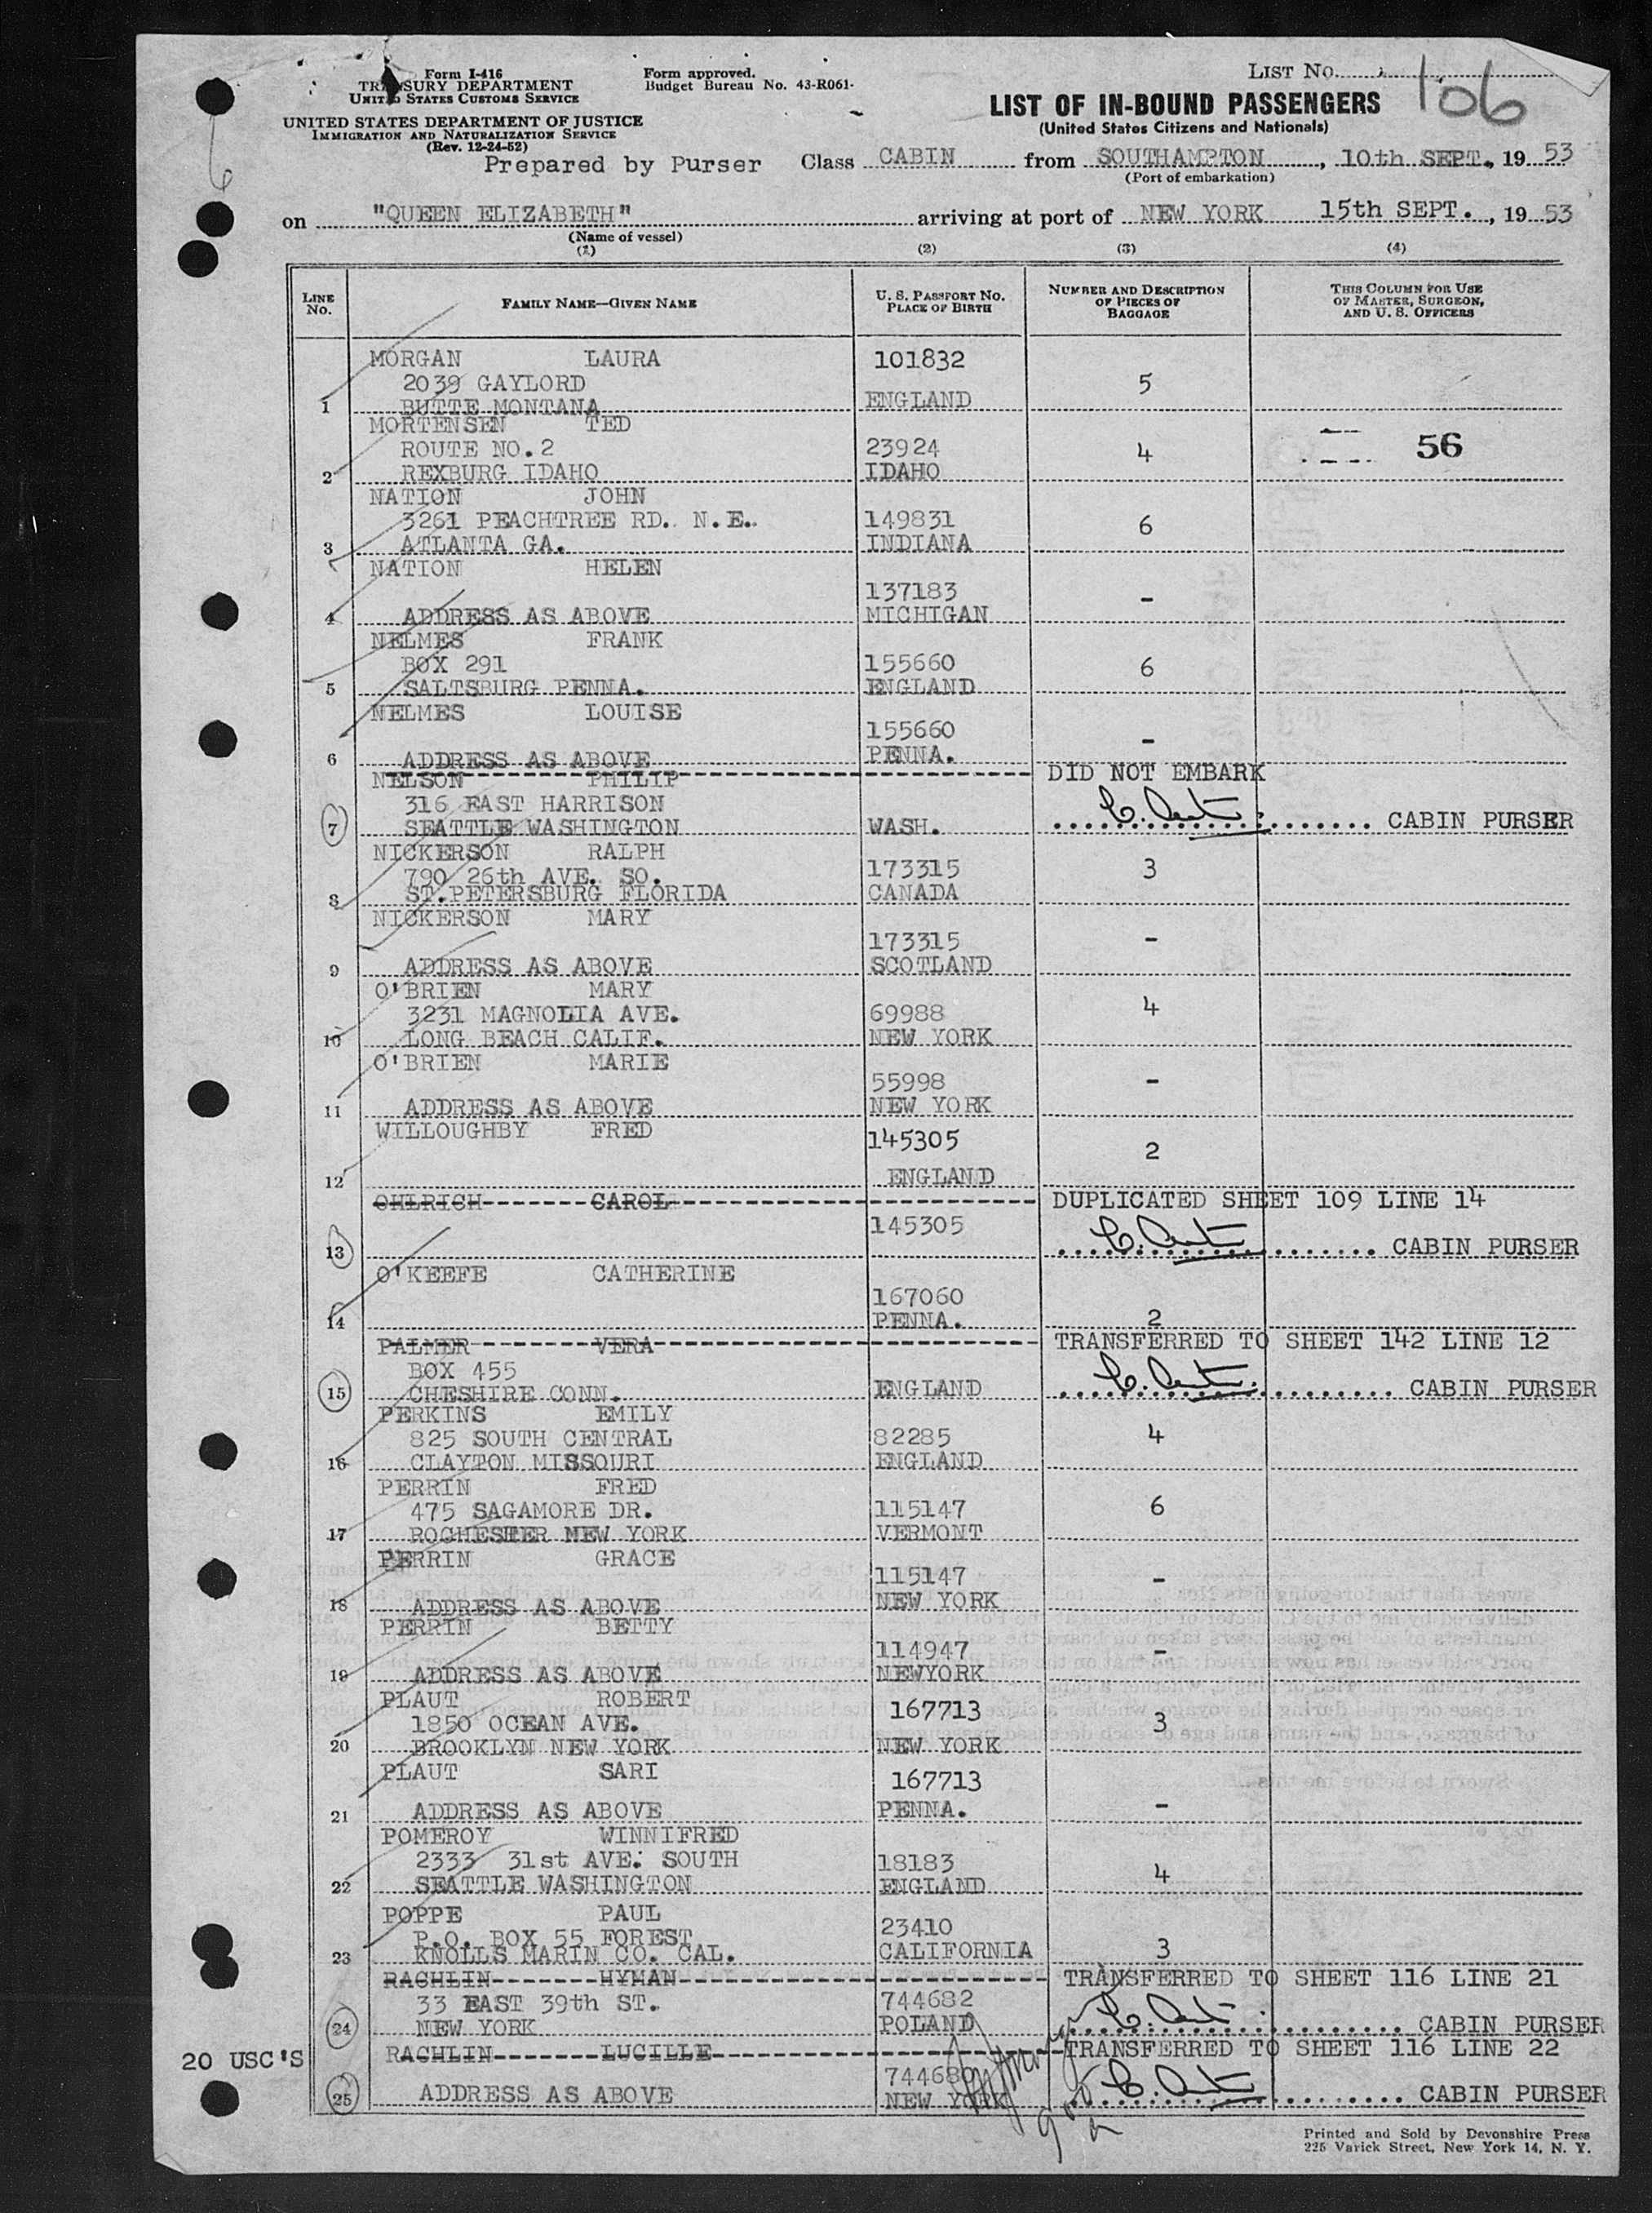 Form I-416
TREASURY DEPARTMENT
UNITED STATES CUSTOMS SERVICE
UNITED STATES DEPARTMENT OF JUSTICE
IMMIGRATION AND NATURALIZATION SERVICE
(Rev. 12-24-52)
Form approved.
Budget Bureau No. 43-R061-
LIST NO. 106
LIST OF IN-BOUND PASSENGERS
(United States Citizens and Nationals)
Prepared by Purser Class CABIN from SOUTHAMPTON, 10th SEPT., 19 53
(Port of embarkation)
on "QUEEN ELIZABETH" arriving at port of NEW YORK 15th SEPT., 19 53
(Name of vessel)
(1) (2) (3) (4)
LINE NO. FAMILY NAME—GIVEN NAME U. S. PASSPORT NO. PLACE OF BIRTH NUMBER AND DESCRIPTION OF PIECES OF BAGGAGE THIS COLUMN FOR USE OF MASTER, SURGEON, AND U. S. OFFICERS
MORGAN LAURA 101832
2039 GAYLORD 5
1 BUTTE MONTANA ENGLAND
MORTENSEN TED
ROUTE NO.2 23924 4 56
2 REXBURG IDAHO IDAHO
NATION JOHN
3261 PEACHTREE RD. N.E. 149831 6
3 ATLANTA GA. INDIANA
NATION HELEN
137183 -
4 ADDRESS AS ABOVE MICHIGAN
NELMES FRANK
BOX 291 155660 6
5 SALTSBURG PENNA. ENGLAND
NELMES LOUISE
155660 -
6 ADDRESS AS ABOVE PENNA.
NELSON PHILIP DID NOT EMBARK
316 EAST HARRISON
7 SEATTLE WASHINGTON WASH. CABIN PURSER
NICKERSON RALPH
790 26th AVE. SO. 173315 3
8 ST.PETERSBURG FLORIDA CANADA
NICKERSON MARY
173315 -
9 ADDRESS AS ABOVE SCOTLAND
O'BRIEN MARY
3231 MAGNOLIA AVE. 69988 4
10 LONG BEACH CALIF. NEW YORK
O'BRIEN MARIE
55998 -
11 ADDRESS AS ABOVE NEW YORK
WILLOUGHBY FRED 145305
2
12 ENGLAND
OHLRICH CAROL DUPLICATED SHEET 109 LINE 14
145305
13 CABIN PURSER
O'KEEFE CATHERINE
167060
14 PENNA. 2
PALMER VERA TRANSFERRED TO SHEET 142 LINE 12
BOX 455
15 CHESHIRE CONN. ENGLAND CABIN PURSER
PERKINS EMILY
825 SOUTH CENTRAL 82285 4
16 CLAYTON MISSOURI ENGLAND
PERRIN FRED
475 SAGAMORE DR. 115147 6
17 ROCHESTER NEW YORK VERMONT
PERRIN GRACE
115147 -
18 ADDRESS AS ABOVE NEW YORK
PERRIN BETTY
114947 -
19 ADDRESS AS ABOVE NEWYORK
PLAUT ROBERT 167713
1850 OCEAN AVE. 3
20 BROOKLYN NEW YORK NEW YORK
PLAUT SARI 167713
21 ADDRESS AS ABOVE PENNA. -
POMEROY WINNIFRED
2333 31st AVE. SOUTH 18183 4
22 SEATTLE WASHINGTON ENGLAND
POPPE PAUL
P.O. BOX 55 FOREST 23410
23 KNOLLS MARIN CO. CAL. CALIFORNIA 3
RACHLIN HYMAN TRANSFERRED TO SHEET 116 LINE 21
33 EAST 39th ST. 744682
24 NEW YORK POLAND CABIN PURSER
20 USC'S RACHLIN LUCILLE TRANSFERRED TO SHEET 116 LINE 22
25 ADDRESS AS ABOVE NEW YORK CABIN PURSER
Printed and Sold by Devonshire Press
225 Varick Street, New York 14, N. Y.